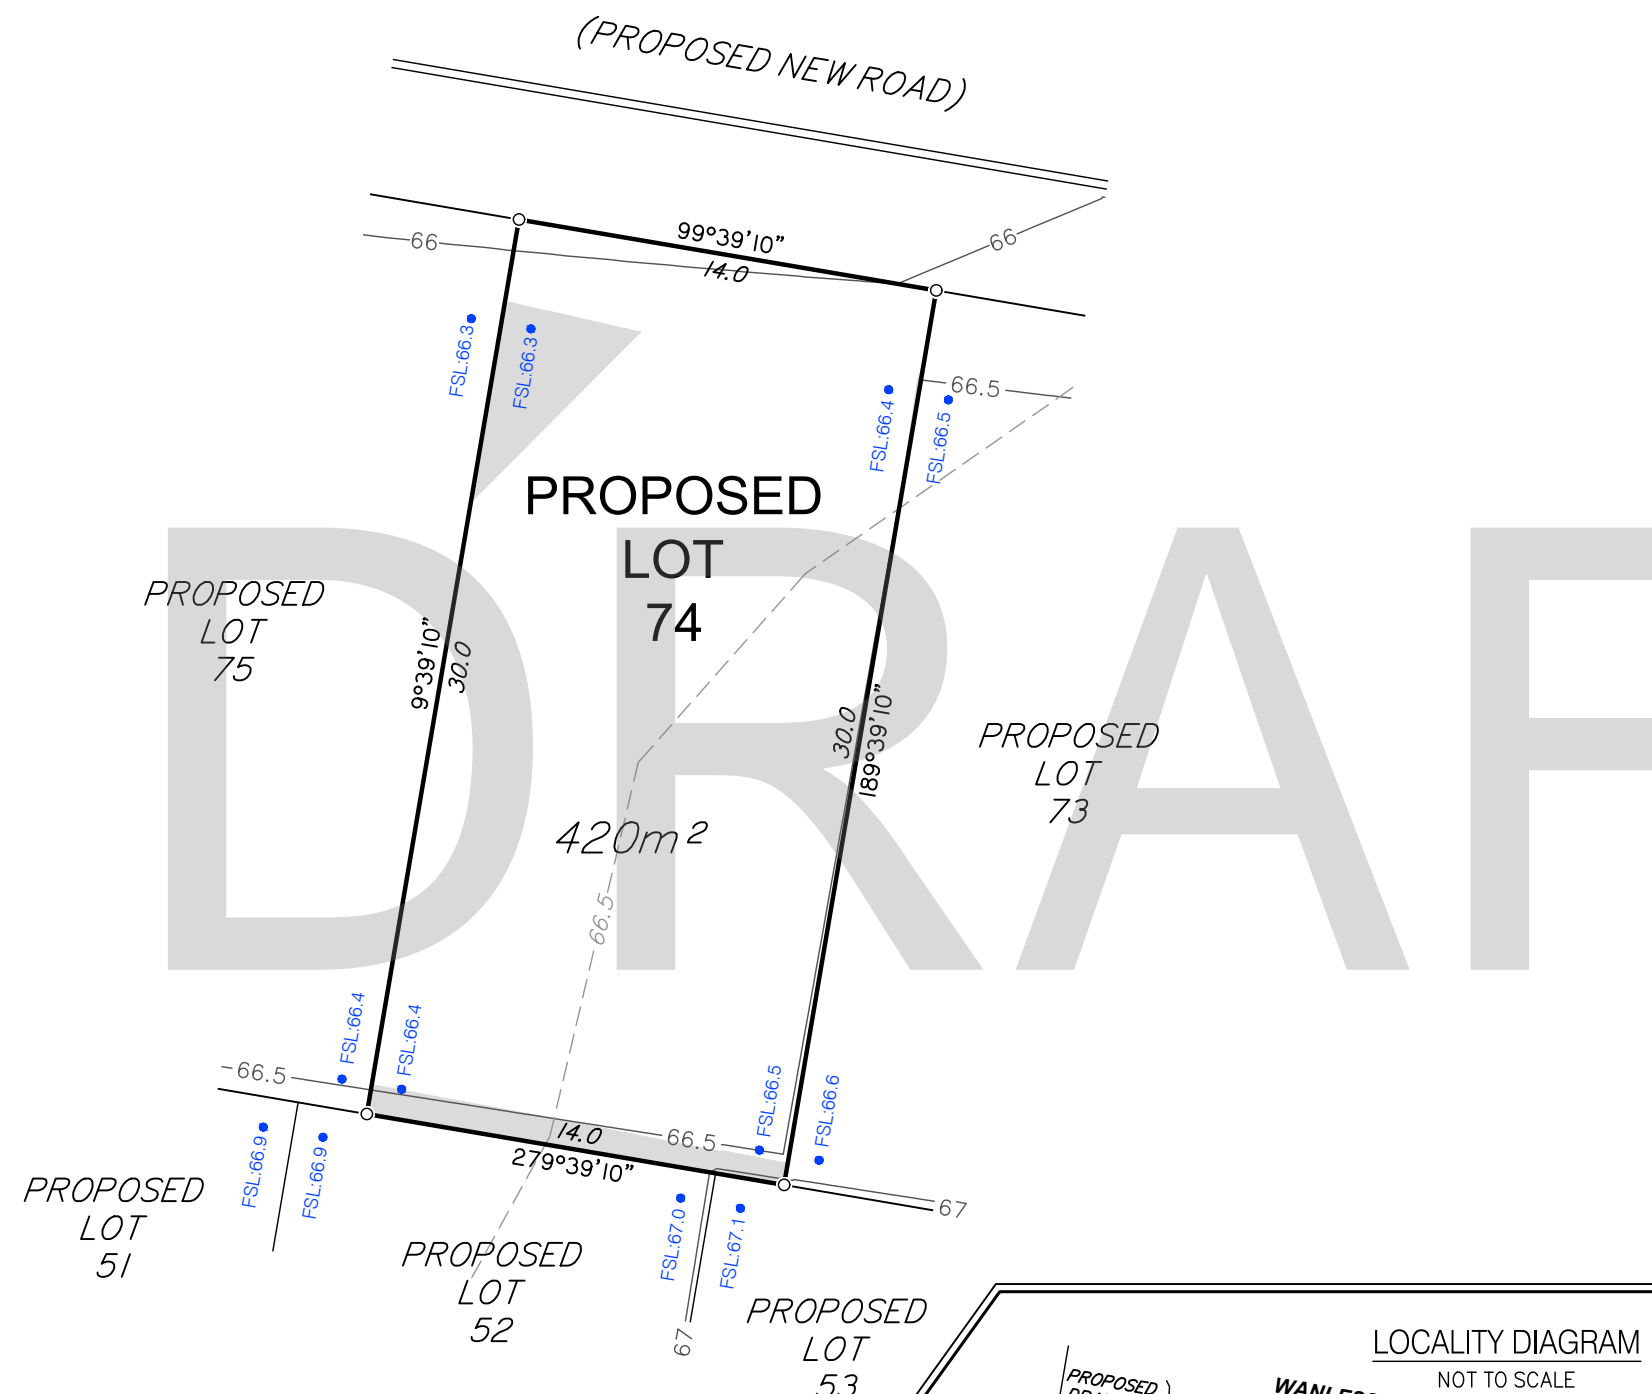 (PROPOSED NEW ROAD)
99°39'10"
14.0
66
66
FSL:66.3
FSL:66.3
66.5
FSL:66.4
FSL:66.5
PROPOSED
LOT
74
PROPOSED
LOT
75
9°39'10"
30.0
30.0
189°39'10"
PROPOSED
LOT
73
420m²
66.5
FSL:66.4
FSL:66.4
66.5
FSL:66.5
FSL:66.6
14.0
66.5
279°39'10"
FSL:66.9
FSL:66.9
FSL:67.0
FSL:67.1
67
67
PROPOSED
LOT
51
PROPOSED
LOT
52
PROPOSED
LOT
53
LOCALITY DIAGRAM
NOT TO SCALE
PROPOSED